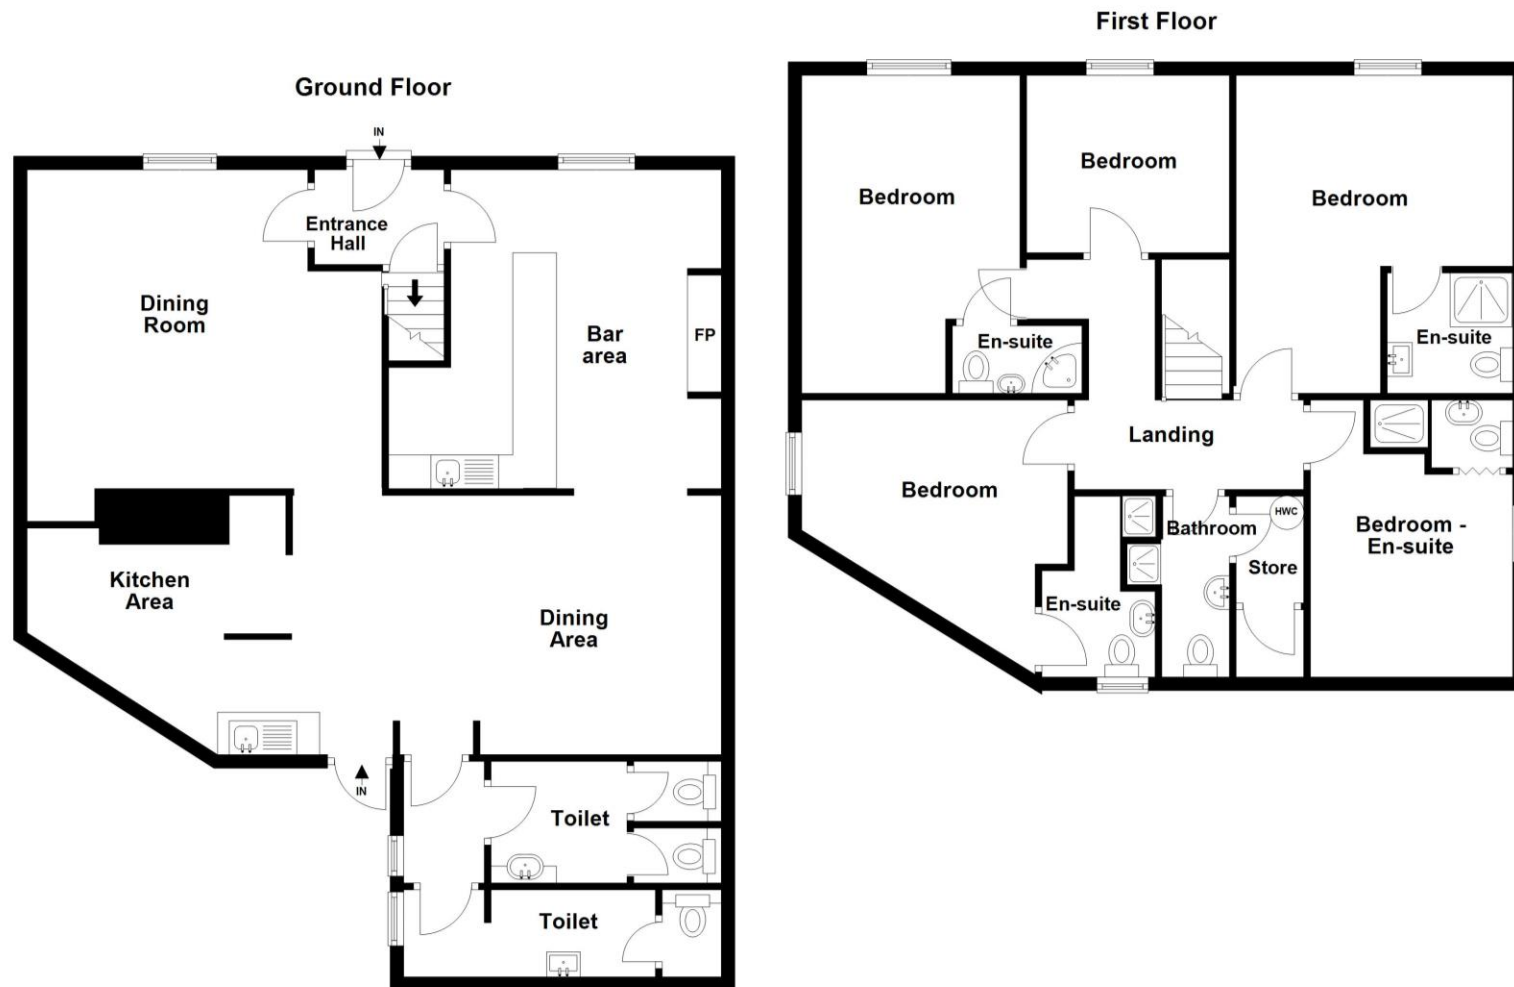 Ground Floor
IN
Entrance
Hall
Dining
Room
Bar
area
FP
Kitchen
Area
Dining
Area
IN
Toilet
Toilet
First Floor
Bedroom
Bedroom
Bedroom
En-suite
En-suite
Landing
Bedroom
Bathroom
HWC
Store
Bedroom -
En-suite
En-suite